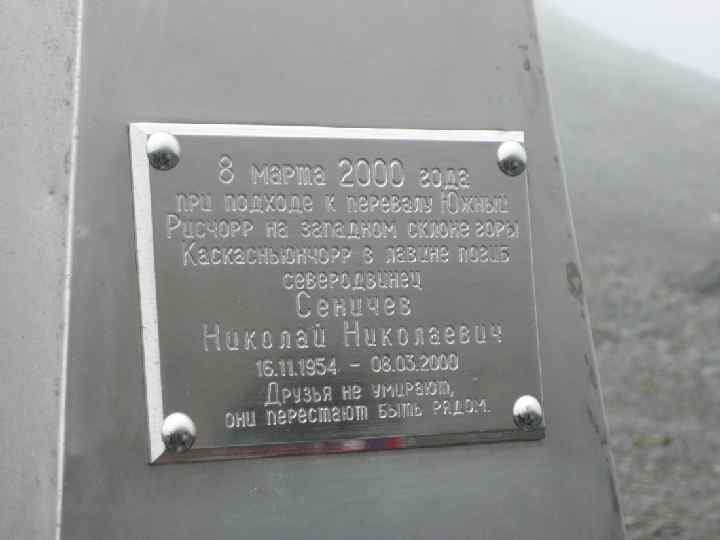 8 марта 2000 года
при подходе к перевалу Южный
Рисчорр на западном склоне горы
Каскасньюнчорр в лавине погиб
северодвинец
Сеничев
Николай Николаевич
16.11.1954 - 08.03.2000
Друзья не умирают,
они перестают быть рядом.